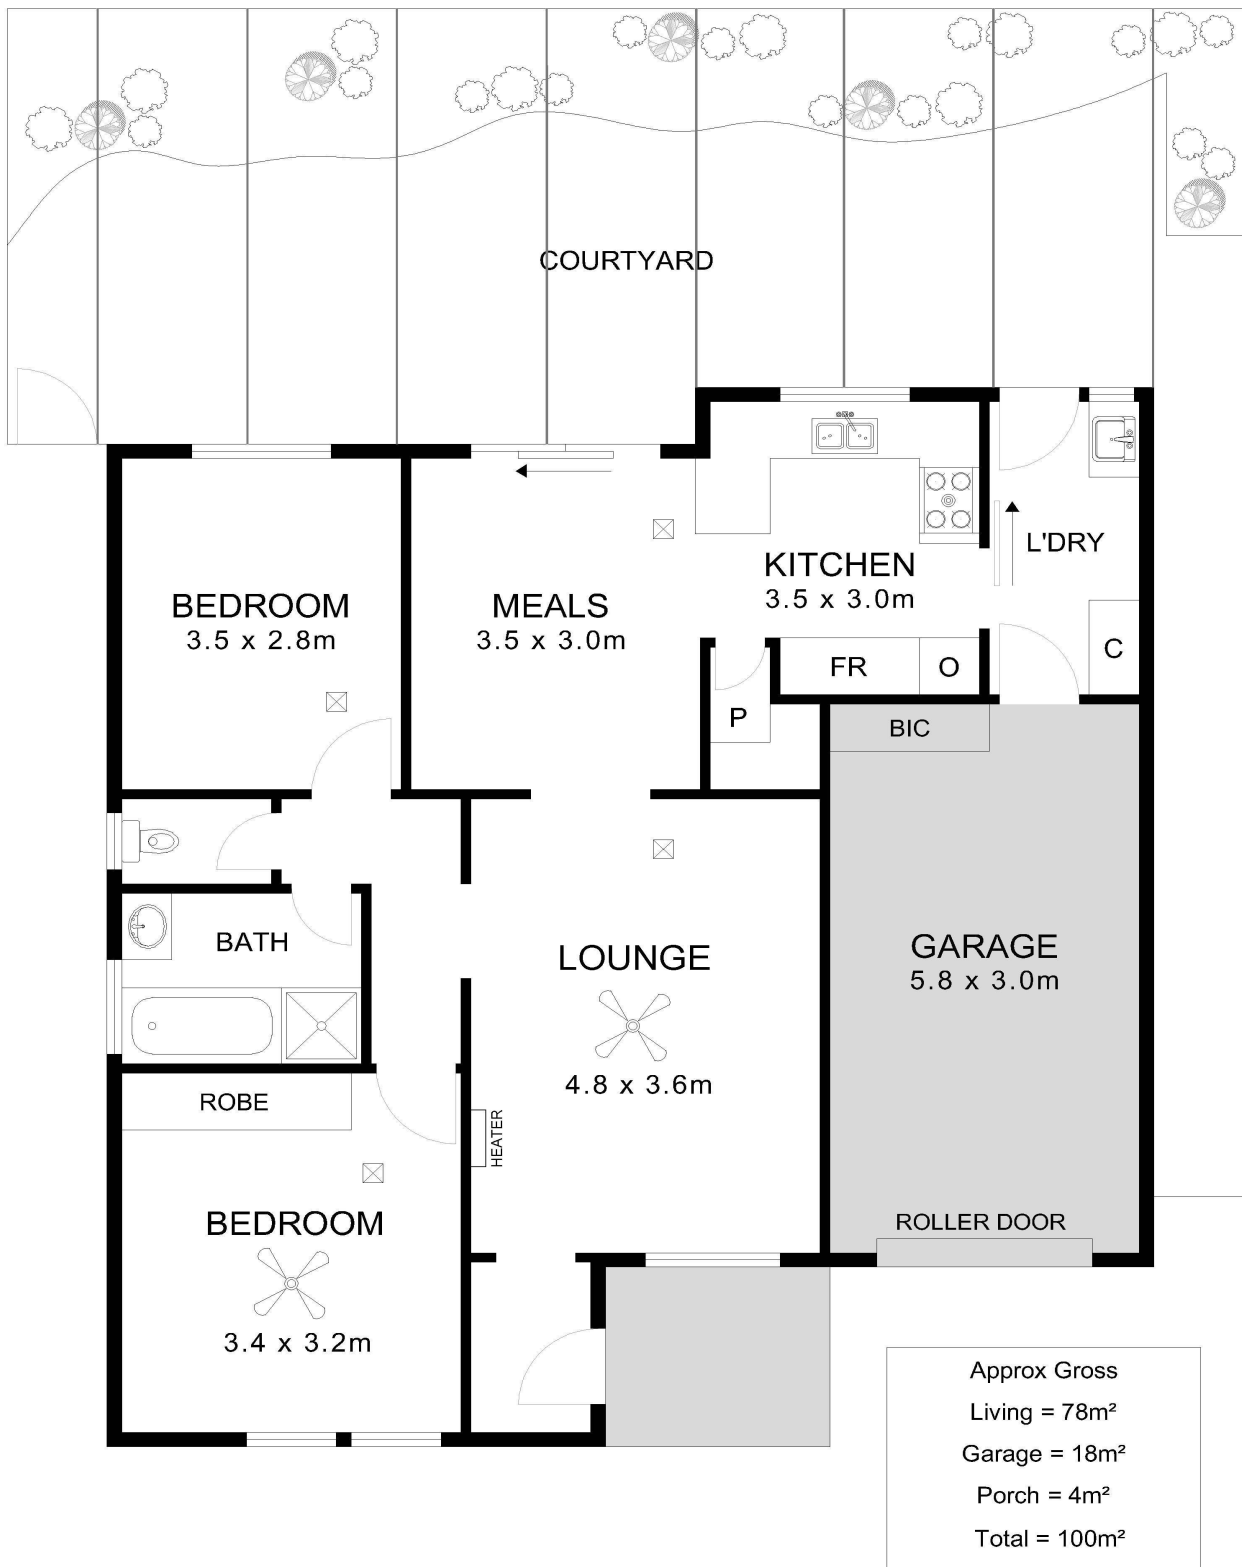 COURTYARD
L'DRY
KITCHEN
3.5 x 3.0m
BEDROOM
3.5 x 2.8m
MEALS
3.5 x 3.0m
FR
O
C
P
BIC
BATH
LOUNGE
4.8 x 3.6m
GARAGE
5.8 x 3.0m
ROBE
HEATER
BEDROOM
3.4 x 3.2m
ROLLER DOOR
Approx Gross
Living = 78m²
Garage = 18m²
Porch = 4m²
Total = 100m²